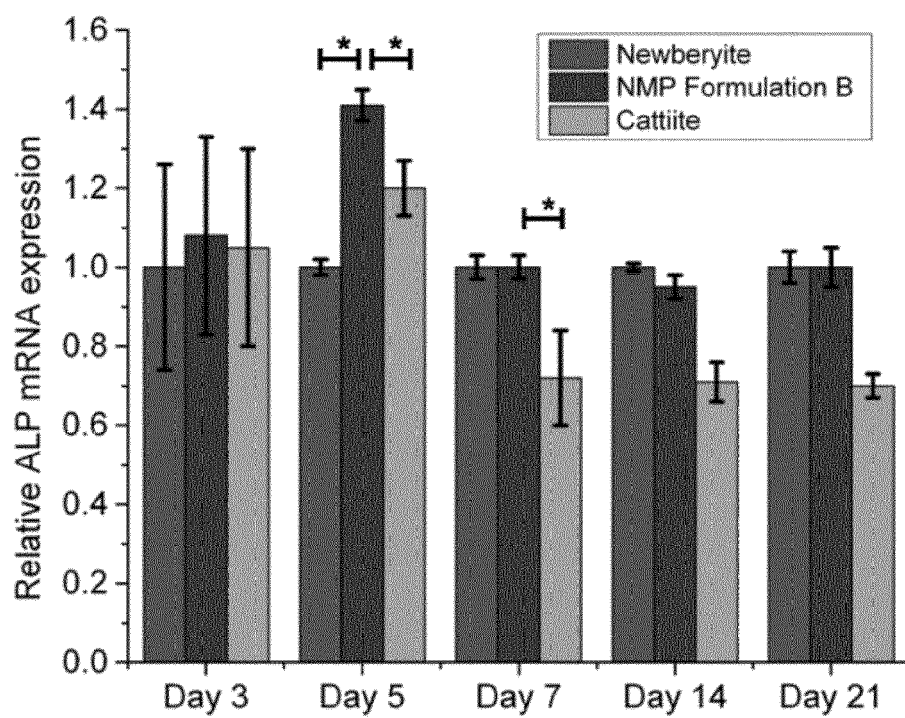 Relative ALP mRNA expression
1.6
1.4
1.2
1.0
0.8
0.6
0.4
0.2
0.0
* *
*
Newberyite
NMP Formulation B
Cattiite
Day 3 Day 5 Day 7 Day 14 Day 21